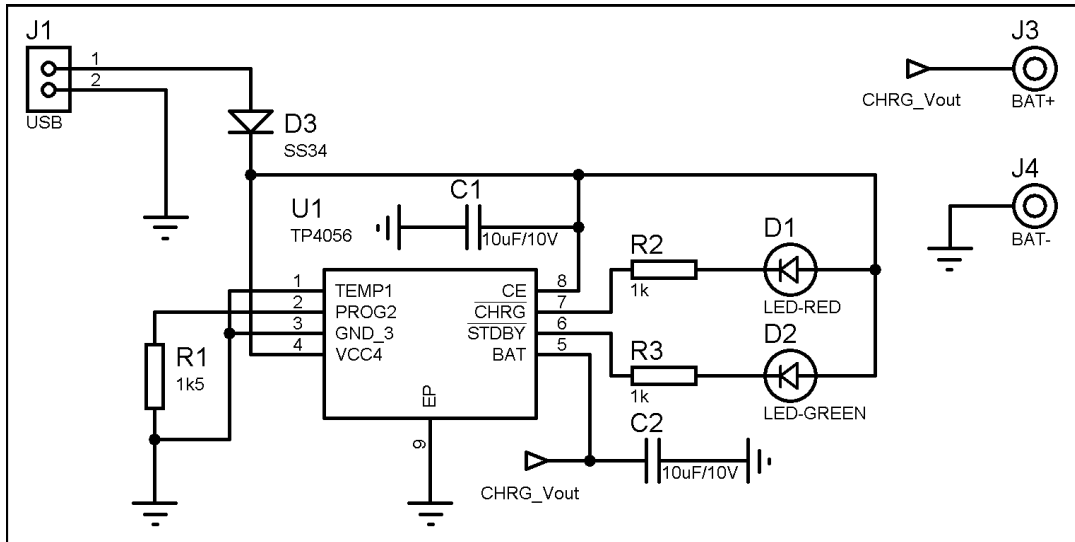 J1
1
2
USB
D3
SS34
CHRG_Vout
J3
BAT+
J4
BAT-
U1
TP4056
C1
10uF/10V
1
TEMP1
2
PROG2
3
GND_3
4
VCC4
CE
8
CHRG
7
STDBY
6
BAT
5
EP
9
R1
1k5
R2
1k
D1
LED-RED
R3
1k
D2
LED-GREEN
C2
10uF/10V
CHRG_Vout